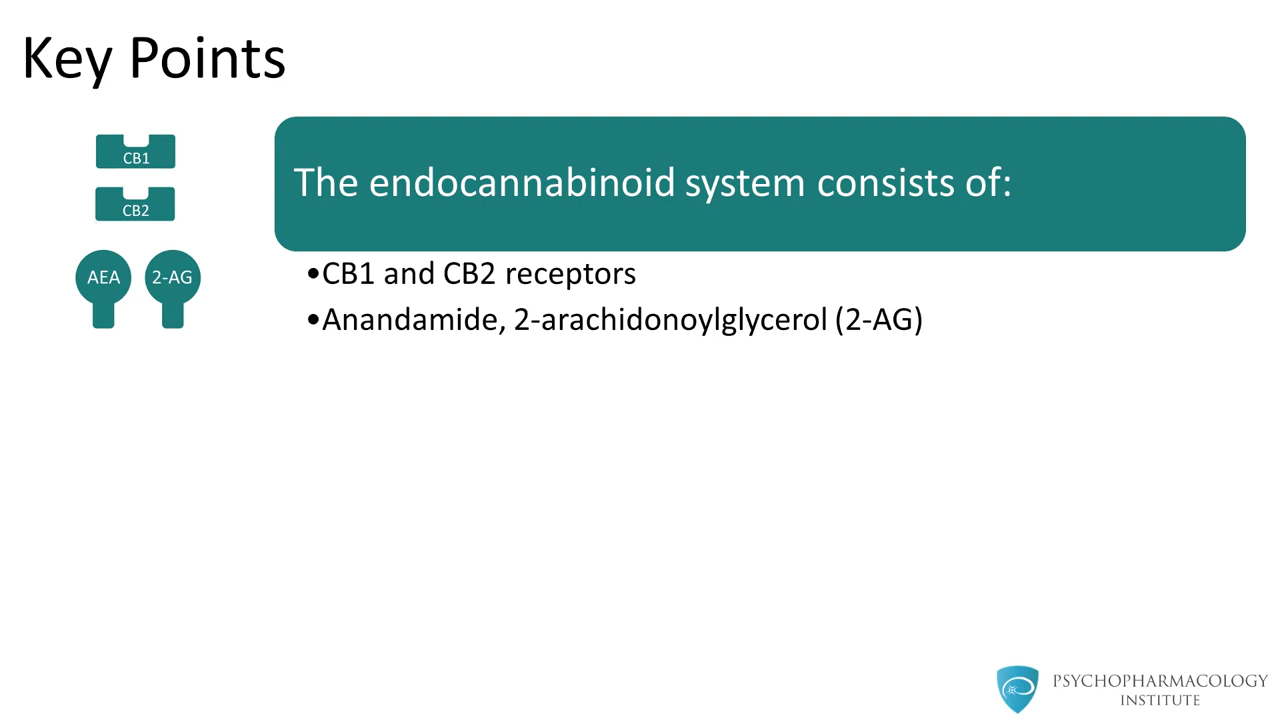 Key Points
CB1
CB2
AEA
2-AG
The endocannabinoid system consists of:
•CB1 and CB2 receptors
•Anandamide, 2-arachidonoylglycerol (2-AG)
PSYCHOPHARMACOLOGY
INSTITUTE